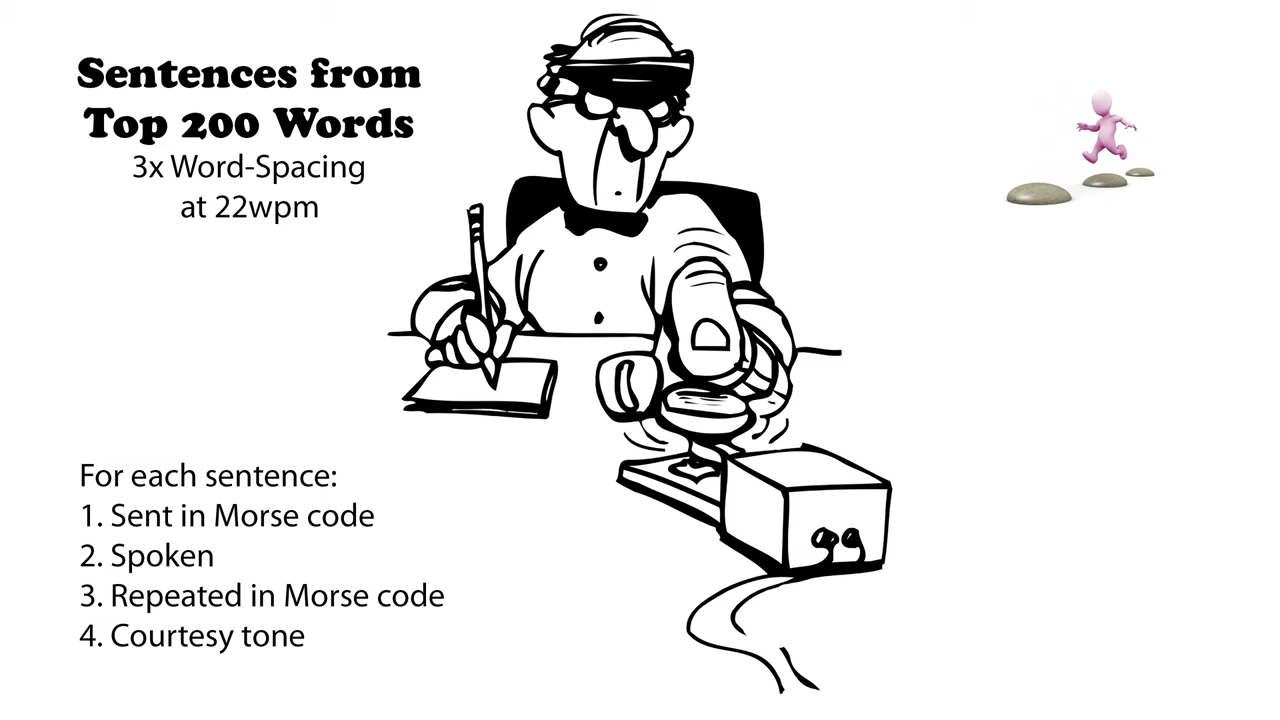 Sentences from
Top 200 Words
3x Word-Spacing
at 22wpm
For each sentence:
1. Sent in Morse code
2. Spoken
3. Repeated in Morse code
4. Courtesy tone